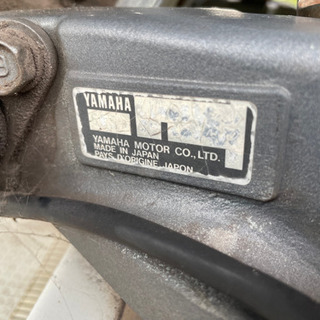 YAMAHA
YAMAHA MOTOR CO., LTD.
MADE IN JAPAN
PAYS D'ORIGINE JAPON